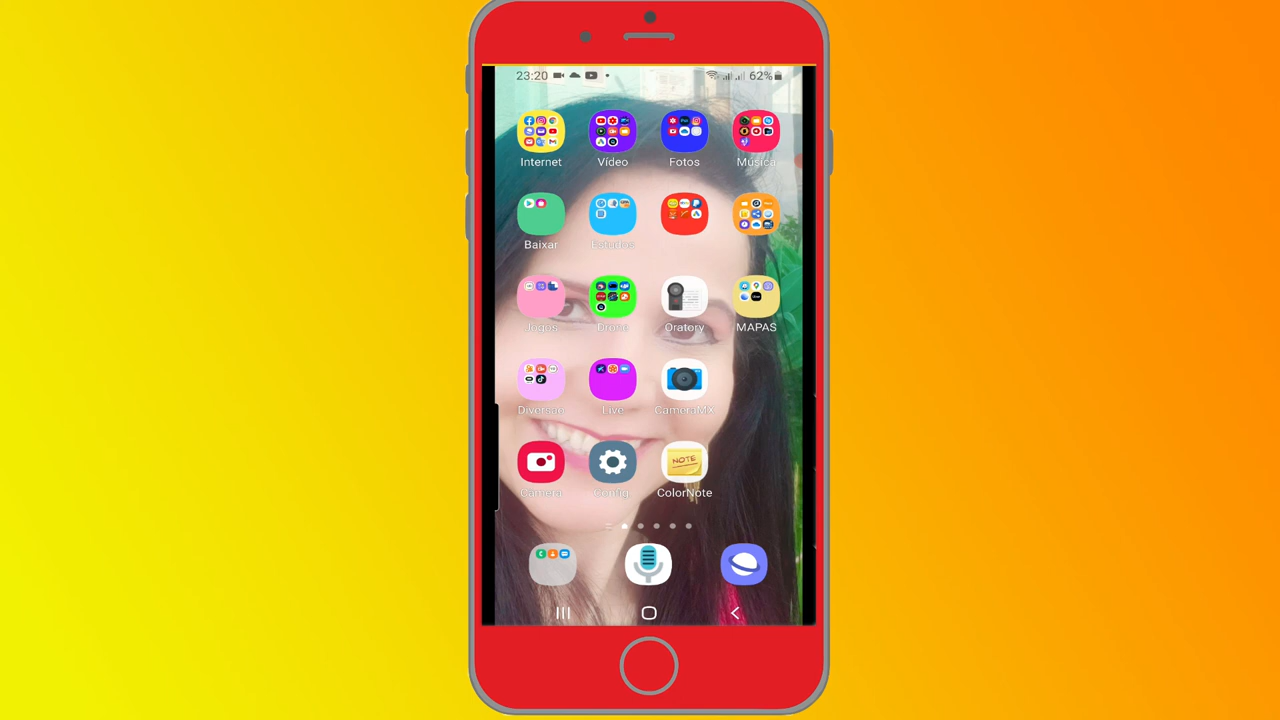 23:20 62%
Internet Vídeo Fotos Música
Baixar Estudos
Jogos Drone Oratory MAPAS
Diversão Live CameraMX
NOTE
Câmera Config. ColorNote